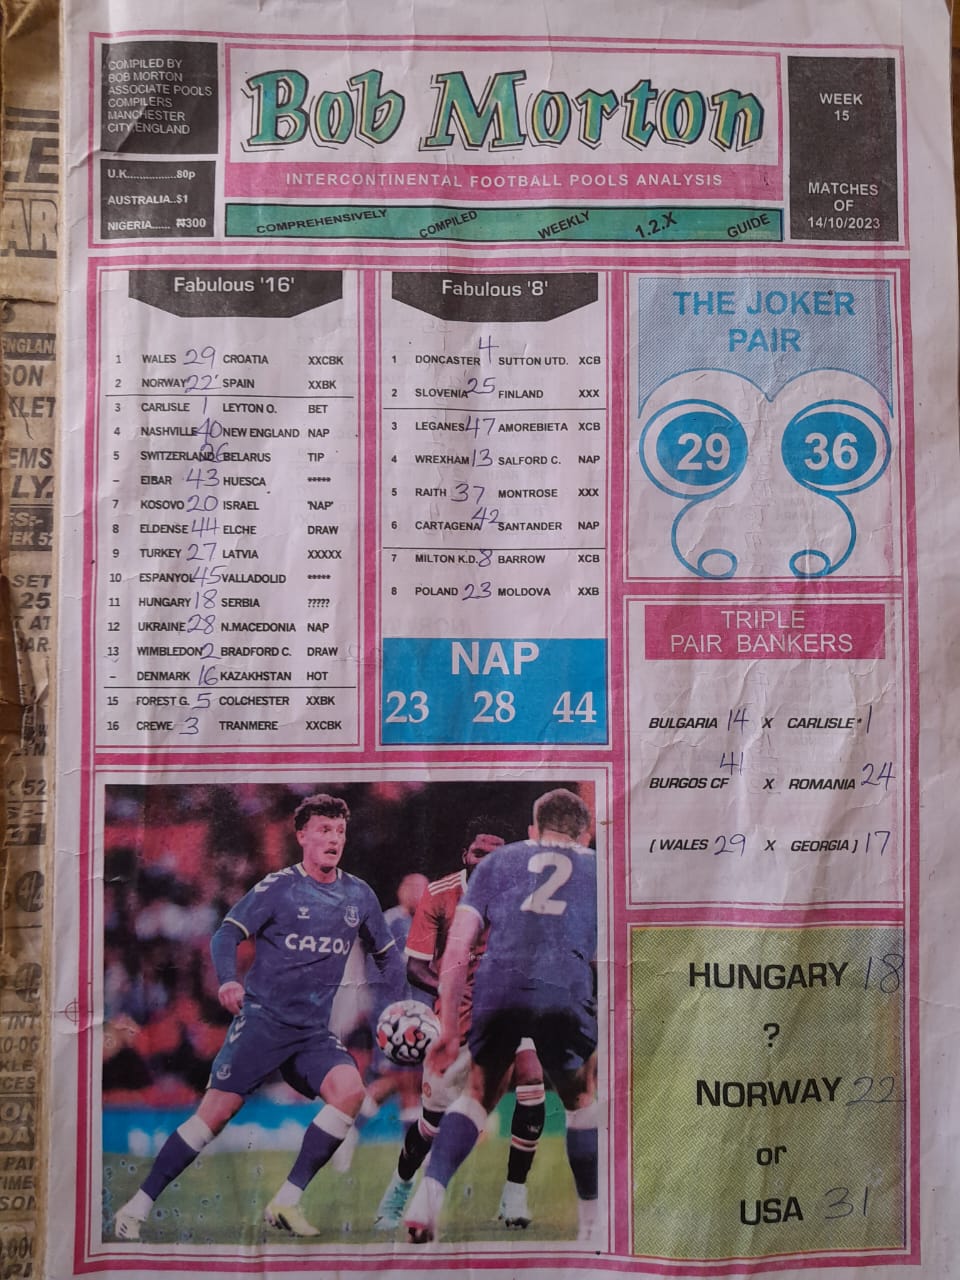 COMPILED BY
BOB MORTON
ASSOCIATE POOLS
COMPILERS
MANCHESTER
CITY,ENGLAND
U.K...............80p
AUSTRALIA..$1
NIGERIA...... ₦300
Bob Morton
INTERCONTINENTAL FOOTBALL POOLS ANALYSIS
COMPREHENSIVELY COMPILED WEEKLY 1.2.X GUIDE
WEEK
15
MATCHES
OF
14/10/2023
Fabulous '16'
1 WALES 29 CROATIA XXCBK
2 NORWAY 22 SPAIN XXBK
3 CARLISLE 1 LEYTON O. BET
4 NASHVILLE 40 NEW ENGLAND NAP
5 SWITZERLAND 26 BELARUS TIP
– EIBAR 43 HUESCA *****
7 KOSOVO 20 ISRAEL 'NAP'
8 ELDENSE 44 ELCHE DRAW
9 TURKEY 27 LATVIA XXXXX
10 ESPANYOL 45 VALLADOLID *****
11 HUNGARY 18 SERBIA ?????
12 UKRAINE 28 N.MACEDONIA NAP
13 WIMBLEDON 2 BRADFORD C. DRAW
– DENMARK 16 KAZAKHSTAN HOT
15 FOREST G. 5 COLCHESTER XXBK
16 CREWE 3 TRANMERE XXCBK
Fabulous '8'
1 DONCASTER 4 SUTTON UTD. XCB
2 SLOVENIA 25 FINLAND XXX
3 LEGANES 47 AMOREBIETA XCB
4 WREXHAM 13 SALFORD C. NAP
5 RAITH 37 MONTROSE XXX
6 CARTAGENA 42 SANTANDER NAP
7 MILTON K.D. 8 BARROW XCB
8 POLAND 23 MOLDOVA XXB
NAP
23 28 44
THE JOKER
PAIR
29 36
TRIPLE
PAIR BANKERS
BULGARIA 14 X CARLISLE* 1
BURGOS CF 41 X ROMANIA 24
( WALES 29 X GEORGIA ) 17
HUNGARY 18
?
NORWAY 22
or
USA 31
CAZOO
2